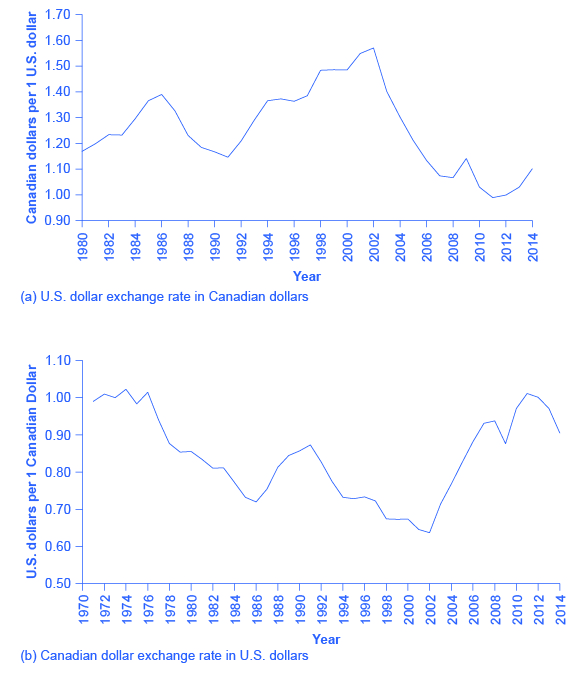 Canadian dollars per 1 U.S. dollar
1.70
1.60
1.50
1.40
1.30
1.20
1.10
1.00
0.90
1980 1982 1984 1986 1988 1990 1992 1994 1996 1998 2000 2002 2004 2006 2008 2010 2012 2014
Year
(a) U.S. dollar exchange rate in Canadian dollars
U.S. dollars per 1 Canadian Dollar
1.10
1.00
0.90
0.80
0.70
0.60
0.50
1970 1972 1974 1976 1978 1980 1982 1984 1986 1988 1990 1992 1994 1996 1998 2000 2002 2004 2006 2008 2010 2012 2014
Year
(b) Canadian dollar exchange rate in U.S. dollars